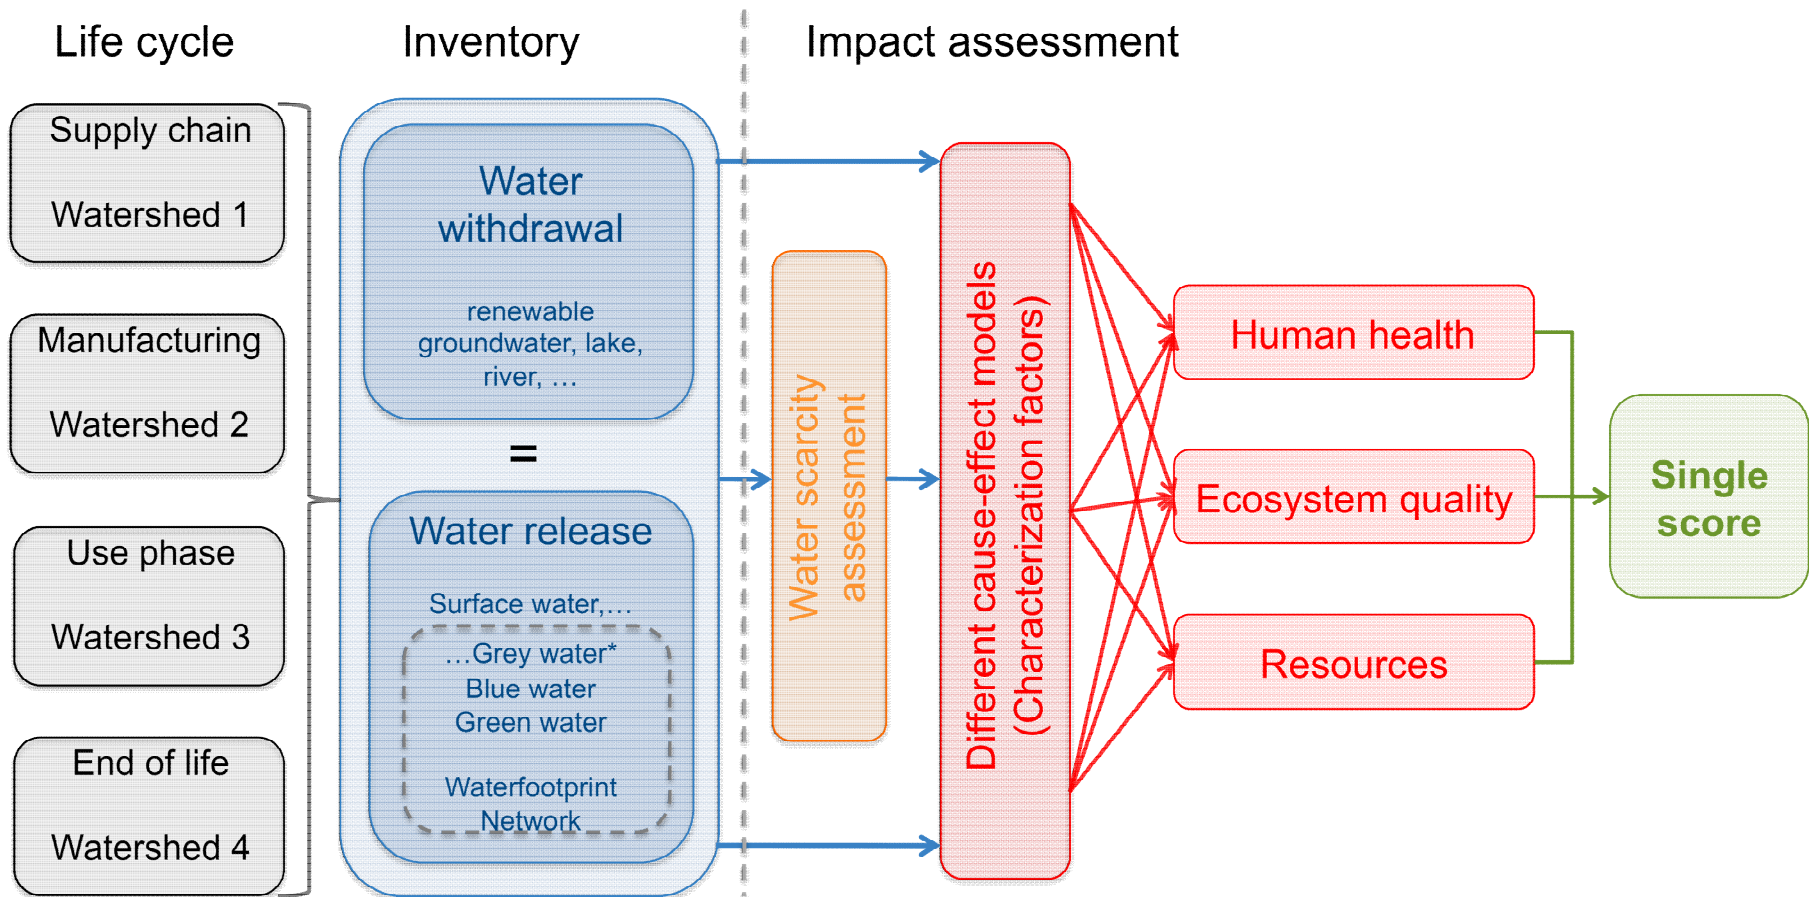 Life cycle
Inventory
Impact assessment
Supply chain
Watershed 1
Manufacturing
Watershed 2
Use phase
Watershed 3
End of life
Watershed 4
Water
withdrawal
renewable
groundwater, lake,
river, …
=
Water release
Surface water,…
…Grey water*
Blue water
Green water
Waterfootprint
Network
Water scarcity
assessment
Different cause-effect models
(Characterization factors)
Human health
Ecosystem quality
Resources
Single
score